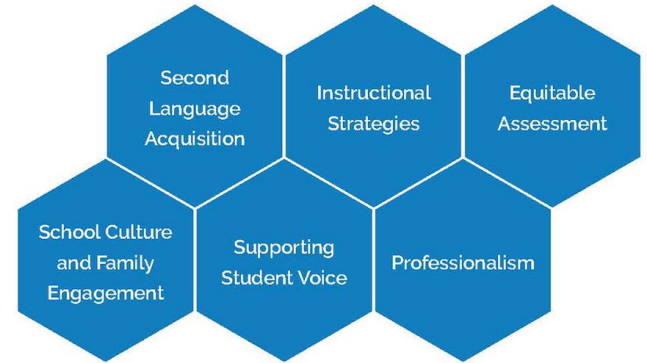 Second
Language
Acquisition
Instructional
Strategies
Equitable
Assessment
School Culture
and Family
Engagement
Supporting
Student Voice
Professionalism